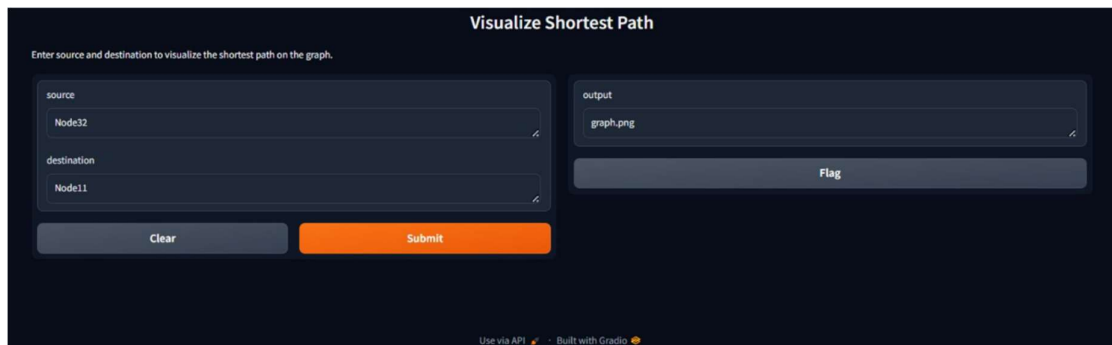 Visualize Shortest Path
Enter source and destination to visualize the shortest path on the graph.
source
Node32
destination
Node11
Clear
Submit
output
graph.png
Flag
Use via API · Built with Gradio